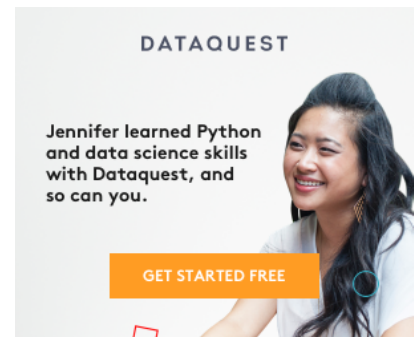 DATAQUEST
Jennifer learned Python
and data science skills
with Dataquest, and
so can you.
GET STARTED FREE